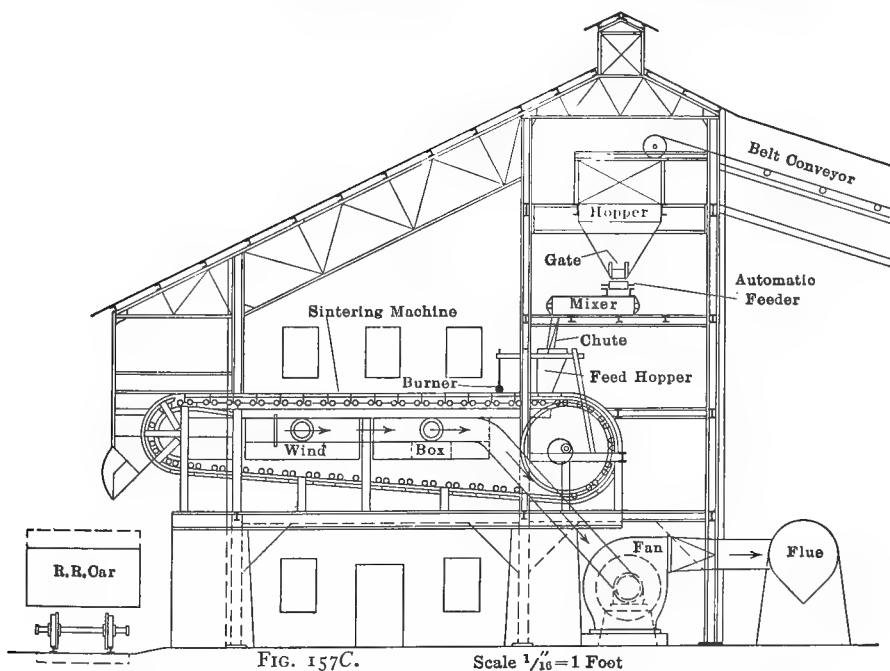 Belt Conveyor
Hopper
Gate
Automatic
Feeder
Mixer
Sintering Machine
Chute
Burner
Feed Hopper
Wind Box
R.R.Car
Fan
Flue
FIG. 157C.
Scale 1/16"=1 Foot